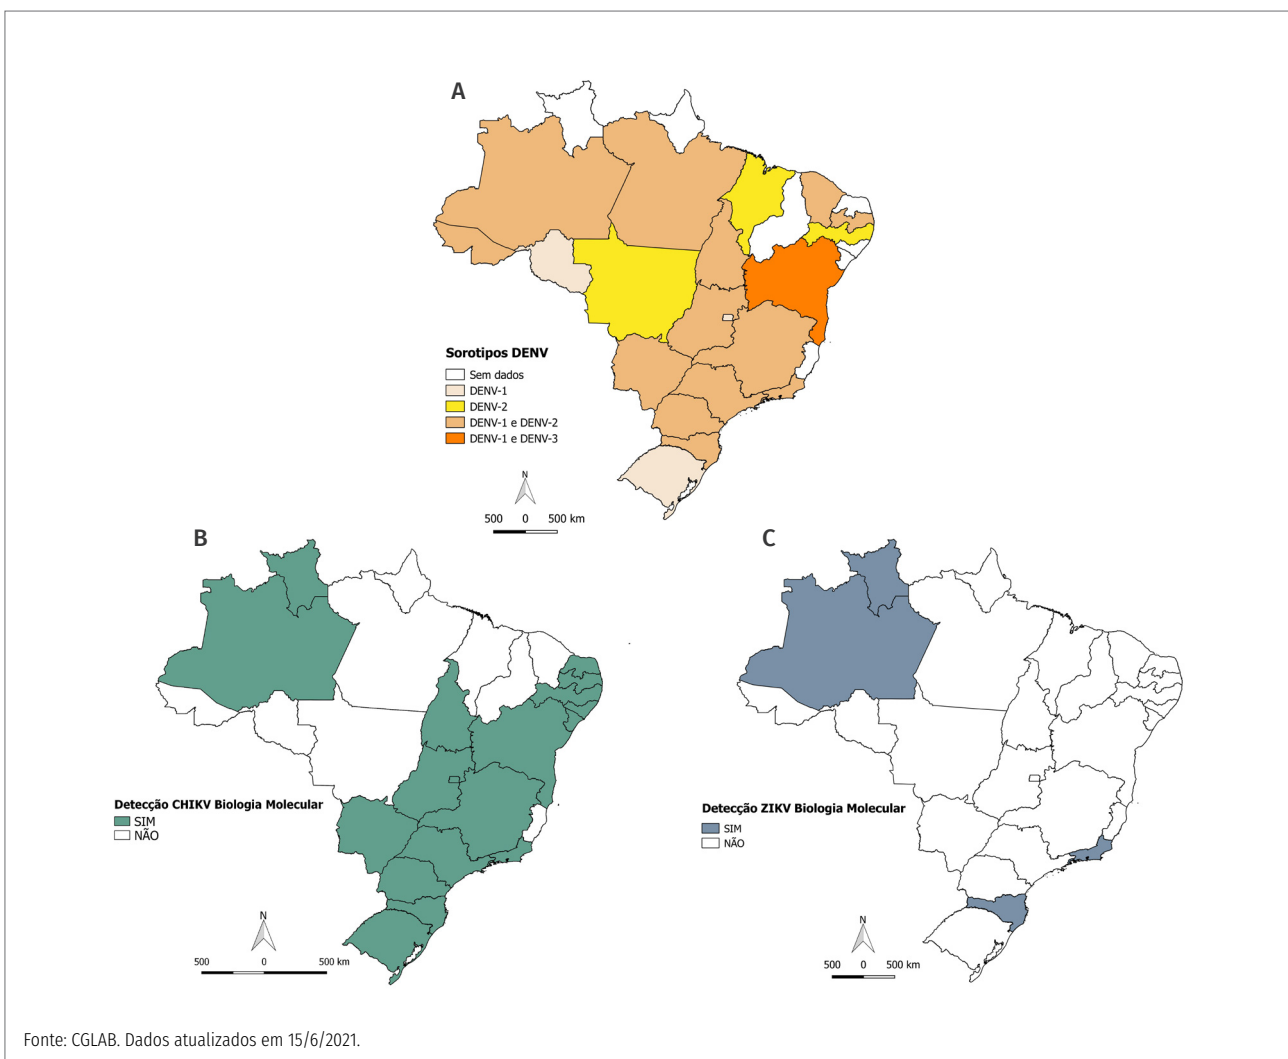 A
Sorotipos DENV
Sem dados
DENV-1
DENV-2
DENV-1 e DENV-2
DENV-1 e DENV-3
N
500 0 500 km
B
Detecção CHIKV Biologia Molecular
SIM
NÃO
N
500 0 500 km
C
Detecção ZIKV Biologia Molecular
SIM
NÃO
N
500 0 500 km
Fonte: CGLAB. Dados atualizados em 15/6/2021.